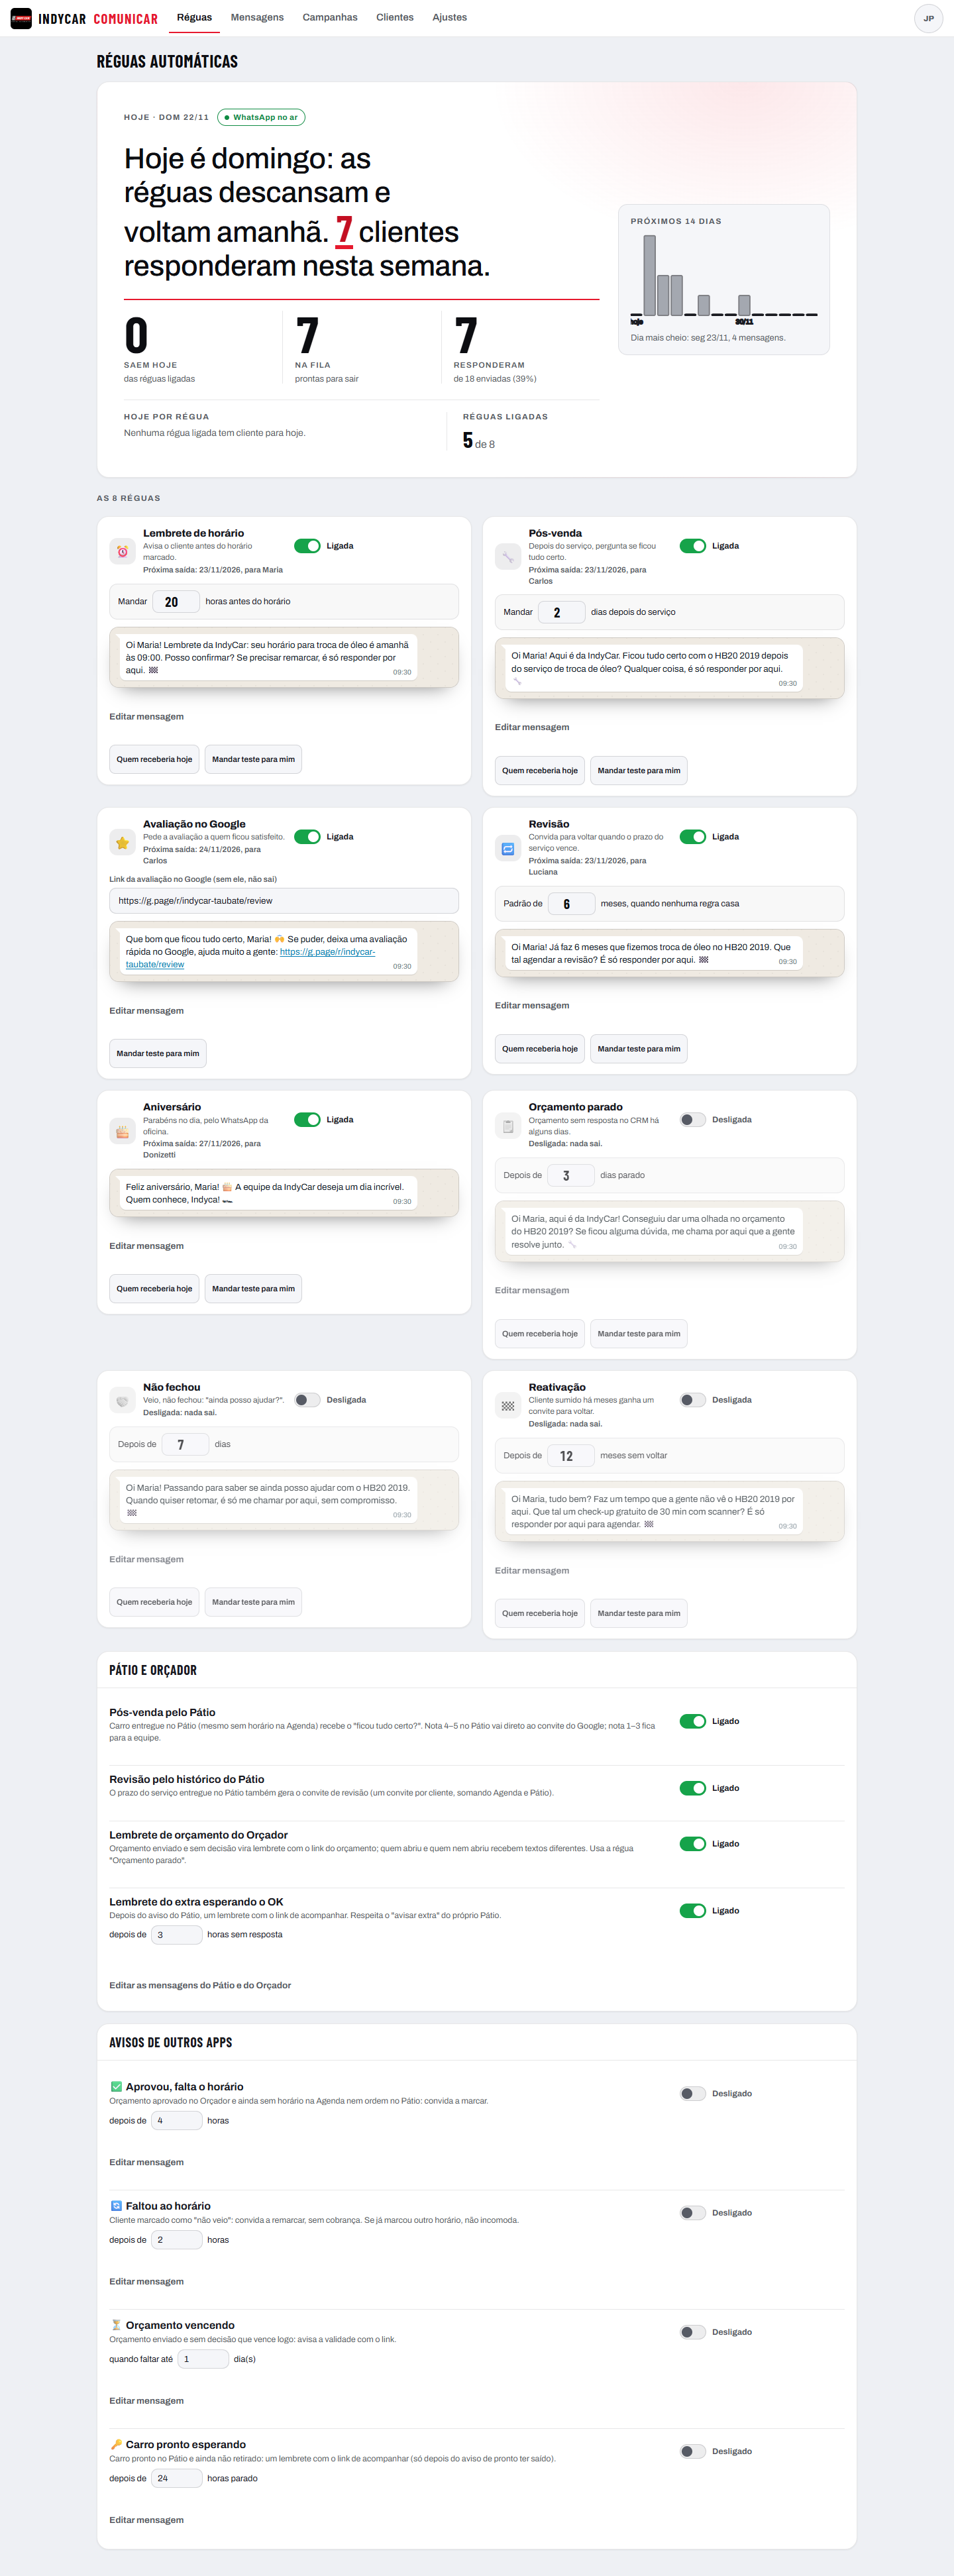 INDYCAR COMUNICAR
Réguas
Mensagens
Campanhas
Clientes
Ajustes
JP
RÉGUAS AUTOMÁTICAS
HOJE · DOM 22/11
WhatsApp no ar
Hoje é domingo: as
réguas descansam e
voltam amanhã. 7 clientes
responderam nesta semana.
0
SAEM HOJE
das réguas ligadas
7
NA FILA
prontas para sair
7
RESPONDERAM
de 18 enviadas (39%)
HOJE POR RÉGUA
Nenhuma régua ligada tem cliente para hoje.
RÉGUAS LIGADAS
5 de 8
PRÓXIMOS 14 DIAS
hoje
30/11
Dia mais cheio: seg 23/11, 4 mensagens.
AS 8 RÉGUAS
Lembrete de horário
Avisa o cliente antes do horário
marcado.
Próxima saída: 23/11/2026, para Maria
Ligada
Mandar 20 horas antes do horário
Oi Maria! Lembrete da IndyCar: seu horário para troca de óleo é amanhã
às 09:00. Posso confirmar? Se precisar remarcar, é só responder por
aqui. 🏁
09:30
Editar mensagem
Quem receberia hoje
Mandar teste para mim
Pós-venda
Depois do serviço, pergunta se ficou
tudo certo.
Próxima saída: 23/11/2026, para
Carlos
Ligada
Mandar 2 dias depois do serviço
Oi Maria! Aqui é da IndyCar. Ficou tudo certo com o HB20 2019 depois
do serviço de troca de óleo? Qualquer coisa, é só responder por aqui.
🔧
09:30
Editar mensagem
Quem receberia hoje
Mandar teste para mim
Avaliação no Google
Pede a avaliação a quem ficou satisfeito.
Próxima saída: 24/11/2026, para
Carlos
Ligada
Link da avaliação no Google (sem ele, não sai)
https://g.page/r/indycar-taubate/review
Que bom que ficou tudo certo, Maria! 🙌 Se puder, deixa uma avaliação
rápida no Google, ajuda muito a gente: https://g.page/r/indycar-
taubate/review
09:30
Editar mensagem
Mandar teste para mim
Revisão
Convida para voltar quando o prazo do
serviço vence.
Próxima saída: 23/11/2026, para
Luciana
Ligada
Padrão de 6 meses, quando nenhuma regra casa
Oi Maria! Já faz 6 meses que fizemos troca de óleo no HB20 2019. Que
tal agendar a revisão? É só responder por aqui. 🏁
09:30
Editar mensagem
Quem receberia hoje
Mandar teste para mim
Aniversário
Parabéns no dia, pelo WhatsApp da
oficina.
Próxima saída: 27/11/2026, para
Donizetti
Ligada
Feliz aniversário, Maria! 🎂 A equipe da IndyCar deseja um dia incrível.
Quem conhece, Indyca! 🏎️
09:30
Editar mensagem
Quem receberia hoje
Mandar teste para mim
Orçamento parado
Orçamento sem resposta no CRM há
alguns dias.
Desligada: nada sai.
Desligada
Depois de 3 dias parado
Oi Maria, aqui é da IndyCar! Conseguiu dar uma olhada no orçamento
do HB20 2019? Se ficou alguma dúvida, me chama por aqui que a gente
resolve junto. 🔧
09:30
Editar mensagem
Quem receberia hoje
Mandar teste para mim
Não fechou
Veio, não fechou: "ainda posso ajudar?".
Desligada: nada sai.
Desligada
Depois de 7 dias
Oi Maria! Passando para saber se ainda posso ajudar com o HB20 2019.
Quando quiser retomar, é só me chamar por aqui, sem compromisso.
🏁
09:30
Editar mensagem
Quem receberia hoje
Mandar teste para mim
Reativação
Cliente sumido há meses ganha um
convite para voltar.
Desligada: nada sai.
Desligada
Depois de 12 meses sem voltar
Oi Maria, tudo bem? Faz um tempo que a gente não vê o HB20 2019 por
aqui. Que tal um check-up gratuito de 30 min com scanner? É só
responder por aqui para agendar. 🏁
09:30
Editar mensagem
Quem receberia hoje
Mandar teste para mim
PÁTIO E ORÇADOR
Pós-venda pelo Pátio
Carro entregue no Pátio (mesmo sem horário na Agenda) recebe o "ficou tudo certo?". Nota 4–5 no Pátio vai direto ao convite do Google; nota 1–3 fica
para a equipe.
Ligado
Revisão pelo histórico do Pátio
O prazo do serviço entregue no Pátio também gera o convite de revisão (um convite por cliente, somando Agenda e Pátio).
Ligado
Lembrete de orçamento do Orçador
Orçamento enviado e sem decisão vira lembrete com o link do orçamento; quem abriu e quem nem abriu recebem textos diferentes. Usa a régua
"Orçamento parado".
Ligado
Lembrete do extra esperando o OK
Depois do aviso do Pátio, um lembrete com o link de acompanhar. Respeita o "avisar extra" do próprio Pátio.
depois de 3 horas sem resposta
Ligado
Editar as mensagens do Pátio e do Orçador
AVISOS DE OUTROS APPS
✅ Aprovou, falta o horário
Orçamento aprovado no Orçador e ainda sem horário na Agenda nem ordem no Pátio: convida a marcar.
depois de 4 horas
Desligado
Editar mensagem
🔄 Faltou ao horário
Cliente marcado como "não veio": convida a remarcar, sem cobrança. Se já marcou outro horário, não incomoda.
depois de 2 horas
Desligado
Editar mensagem
⏳ Orçamento vencendo
Orçamento enviado e sem decisão que vence logo: avisa a validade com o link.
quando faltar até 1 dia(s)
Desligado
Editar mensagem
🔑 Carro pronto esperando
Carro pronto no Pátio e ainda não retirado: um lembrete com o link de acompanhar (só depois do aviso de pronto ter saído).
depois de 24 horas parado
Desligado
Editar mensagem